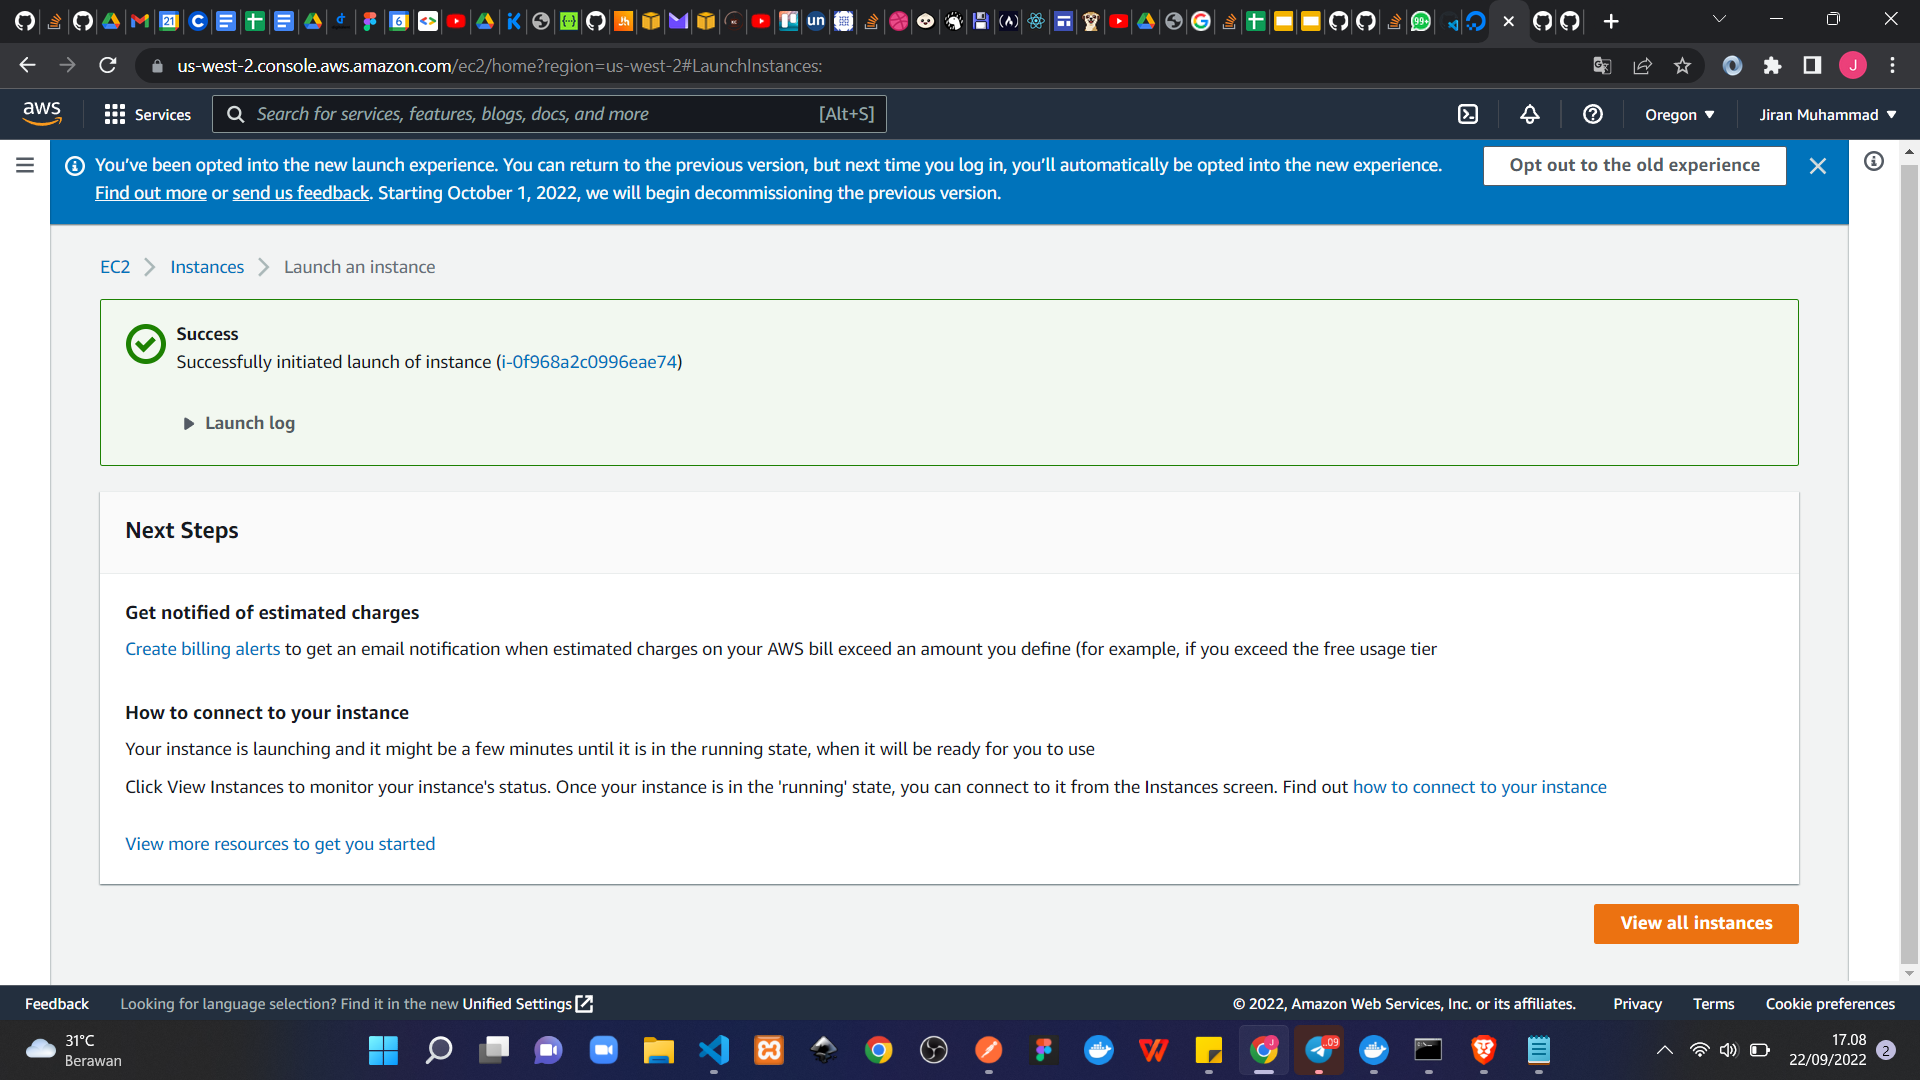 us-west-2.console.aws.amazon.com/ec2/home?region=us-west-2#LaunchInstances:
J
aws
Services
Search for services, features, blogs, docs, and more
[Alt+S]
Oregon
Jiran Muhammad
You've been opted into the new launch experience. You can return to the previous version, but next time you log in, you'll automatically be opted into the new experience.
Find out more or send us feedback. Starting October 1, 2022, we will begin decommissioning the previous version.
Opt out to the old experience
EC2
Instances
Launch an instance
Success
Successfully initiated launch of instance (i-0f968a2c0996eae74)
Launch log
Next Steps
Get notified of estimated charges
Create billing alerts to get an email notification when estimated charges on your AWS bill exceed an amount you define (for example, if you exceed the free usage tier
How to connect to your instance
Your instance is launching and it might be a few minutes until it is in the running state, when it will be ready for you to use
Click View Instances to monitor your instance's status. Once your instance is in the 'running' state, you can connect to it from the Instances screen. Find out how to connect to your instance
View more resources to get you started
View all instances
Feedback
Looking for language selection? Find it in the new Unified Settings
© 2022, Amazon Web Services, Inc. or its affiliates.
Privacy
Terms
Cookie preferences
31°C
Berawan
17.08
22/09/2022
2